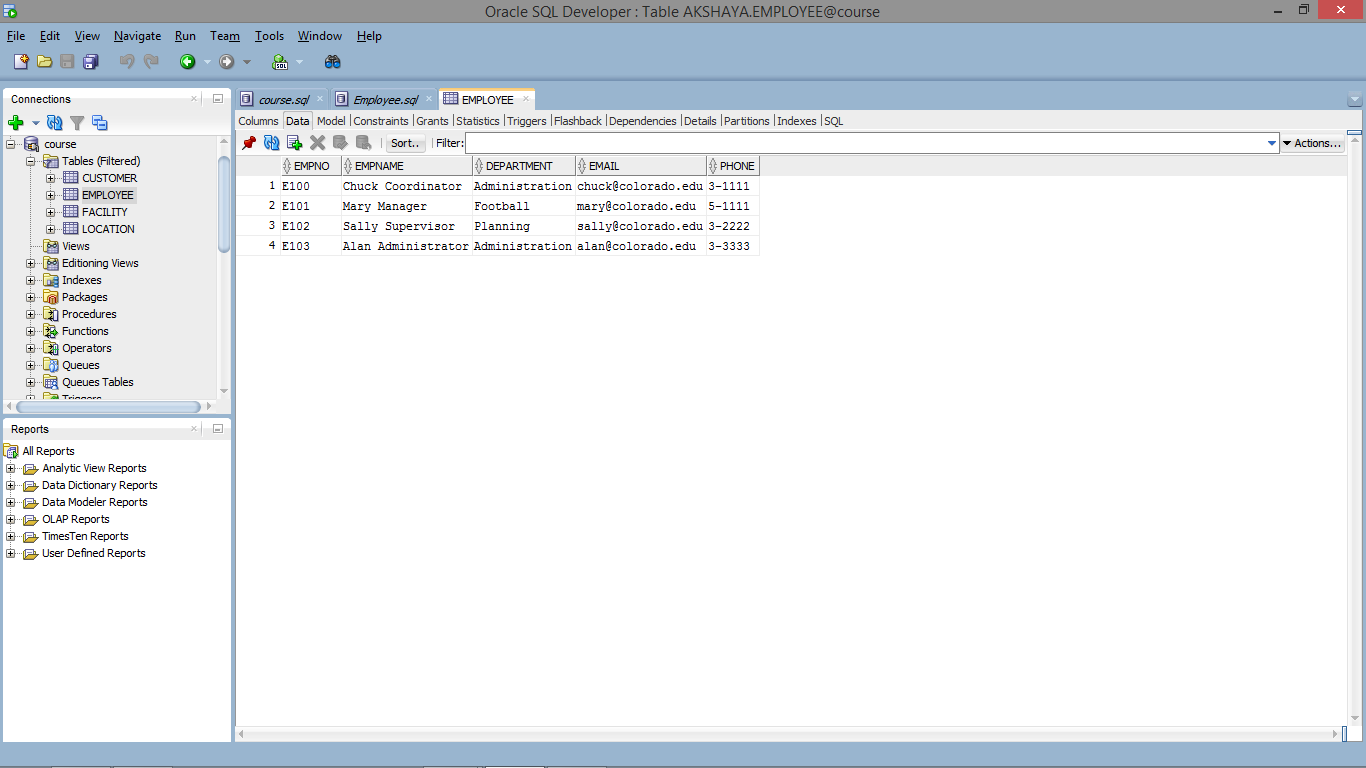 Oracle SQL Developer : Table AKSHAYA.EMPLOYEE@course
File Edit View Navigate Run Team Tools Window Help
Connections
course
Tables (Filtered)
CUSTOMER
EMPLOYEE
FACILITY
LOCATION
Views
Editioning Views
Indexes
Packages
Procedures
Functions
Operators
Queues
Queues Tables
Triggers
Reports
All Reports
Analytic View Reports
Data Dictionary Reports
Data Modeler Reports
OLAP Reports
TimesTen Reports
User Defined Reports
course.sql Employee.sql EMPLOYEE
Columns Data Model Constraints Grants Statistics Triggers Flashback Dependencies Details Partitions Indexes SQL
Sort.. Filter: Actions...
EMPNO EMPNAME DEPARTMENT EMAIL PHONE
1 E100 Chuck Coordinator Administration chuck@colorado.edu 3-1111
2 E101 Mary Manager Football mary@colorado.edu 5-1111
3 E102 Sally Supervisor Planning sally@colorado.edu 3-2222
4 E103 Alan Administrator Administration alan@colorado.edu 3-3333